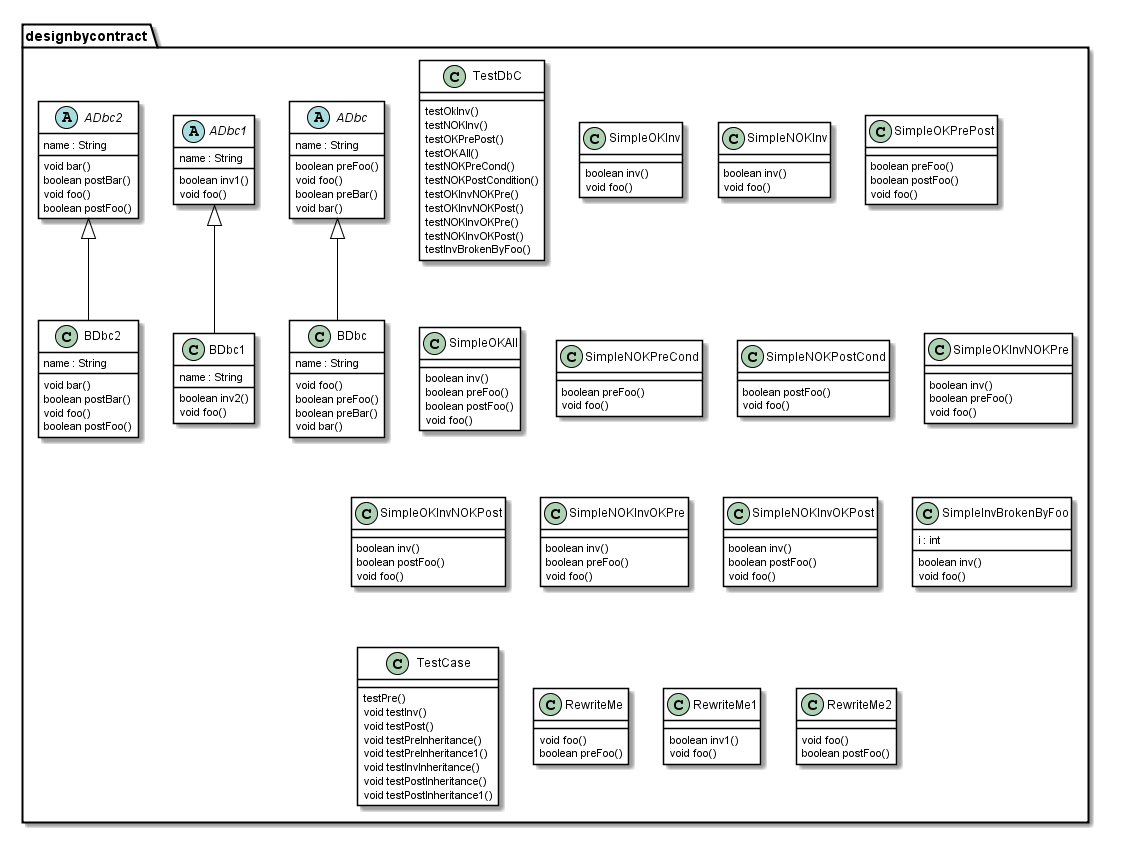 designbycontract
A ADbc2
name : String
void bar()
boolean postBar()
void foo()
boolean postFoo()
A ADbc1
name : String
boolean inv1()
void foo()
A ADbc
name : String
boolean preFoo()
void foo()
boolean preBar()
void bar()
C TestDbC
testOkInv()
testNOKInv()
testOKPrePost()
testOKAll()
testNOKPreCond()
testNOKPostCondition()
testOKInvNOKPre()
testOKInvNOKPost()
testNOKInvOKPre()
testNOKInvOKPost()
testInvBrokenByFoo()
C SimpleOKInv
boolean inv()
void foo()
C SimpleNOKInv
boolean inv()
void foo()
C SimpleOKPrePost
boolean preFoo()
boolean postFoo()
void foo()
C BDbc2
name : String
void bar()
boolean postBar()
void foo()
boolean postFoo()
C BDbc1
name : String
boolean inv2()
void foo()
C BDbc
name : String
void foo()
boolean preFoo()
boolean preBar()
void bar()
C SimpleOKAll
boolean inv()
boolean preFoo()
boolean postFoo()
void foo()
C SimpleNOKPreCond
boolean preFoo()
void foo()
C SimpleNOKPostCond
boolean postFoo()
void foo()
C SimpleOKInvNOKPre
boolean inv()
boolean preFoo()
void foo()
C SimpleOKInvNOKPost
boolean inv()
boolean postFoo()
void foo()
C SimpleNOKInvOKPre
boolean inv()
boolean preFoo()
void foo()
C SimpleNOKInvOKPost
boolean inv()
boolean postFoo()
void foo()
C SimpleInvBrokenByFoo
i : int
boolean inv()
void foo()
C TestCase
testPre()
void testInv()
void testPost()
void testPreInheritance()
void testPreInheritance1()
void testInvInheritance()
void testPostInheritance()
void testPostInheritance1()
C RewriteMe
void foo()
boolean preFoo()
C RewriteMe1
boolean inv1()
void foo()
C RewriteMe2
void foo()
boolean postFoo()